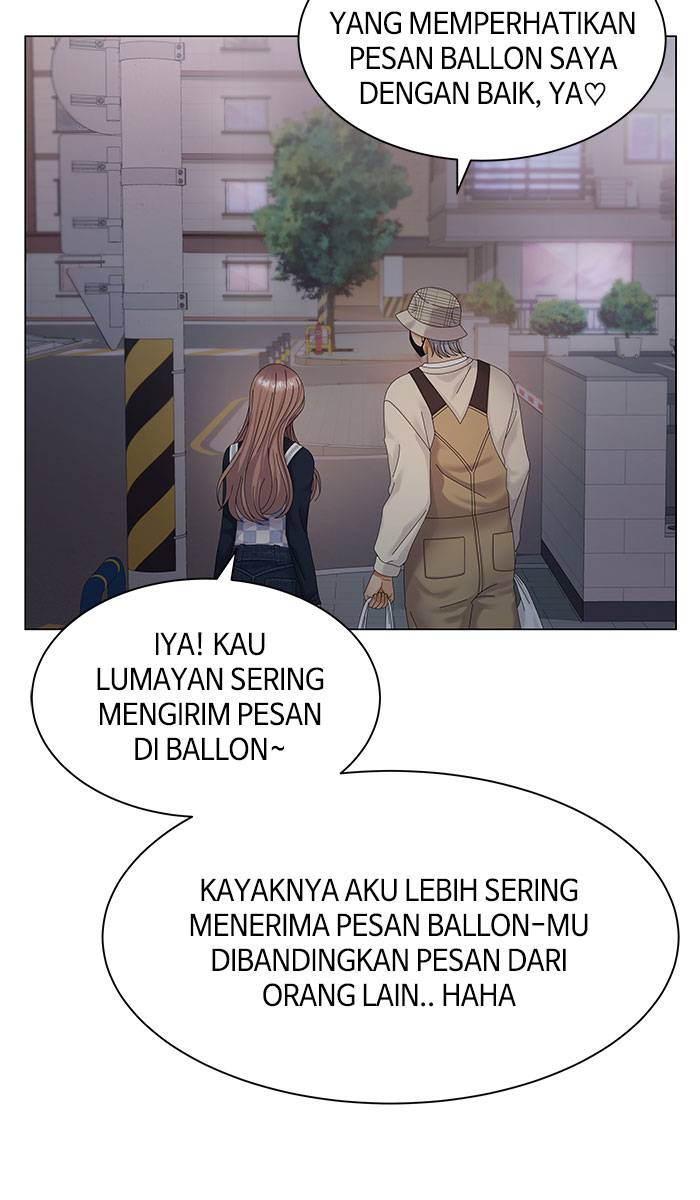 YANG MEMPERHATIKAN
PESAN BALLON SAYA
DENGAN BAIK, YA♡
IYA! KAU
LUMAYAN SERING
MENGIRIM PESAN
DI BALLON~
KAYAKNYA AKU LEBIH SERING
MENERIMA PESAN BALLON-MU
DIBANDINGKAN PESAN DARI
ORANG LAIN.. HAHA